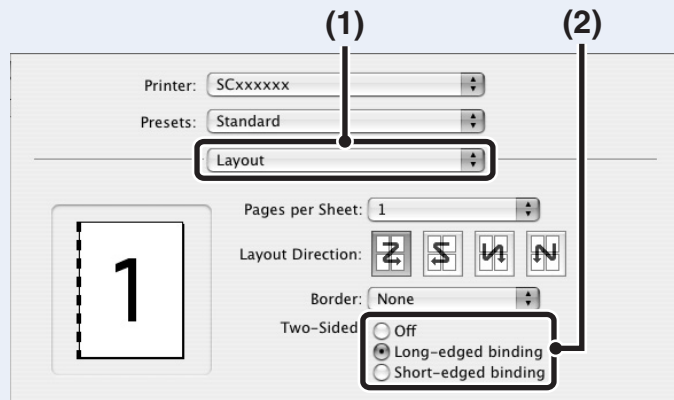 (1) (2)
Printer: SCxxxxxx
Presets: Standard
Layout
Pages per Sheet: 1
Layout Direction:
Border: None
Two-Sided Off
Long-edged binding
Short-edged binding
1